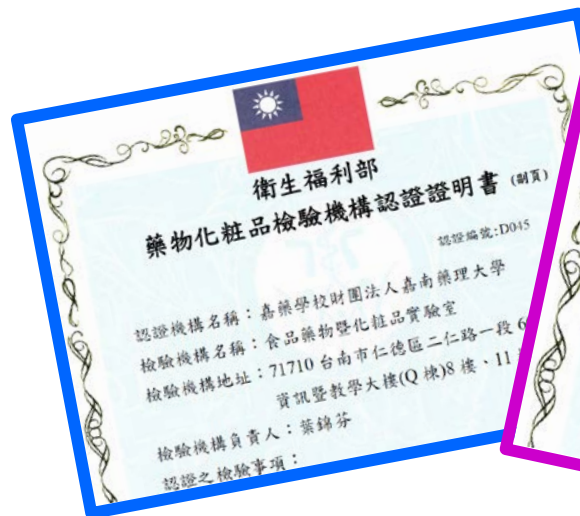 衛生福利部
藥物化粧品檢驗機構認證證明書 (副頁)
認證編號:D045
認證機構名稱：嘉藥學校財團法人嘉南藥理大學
檢驗機構名稱：食品藥物暨化粧品實驗室
檢驗機構地址：71710 台南市仁德區二仁路一段 6
資訊暨教學大樓(Q 棟)8 樓、11
檢驗機構負責人：葉錦芬
認證之檢驗事項：